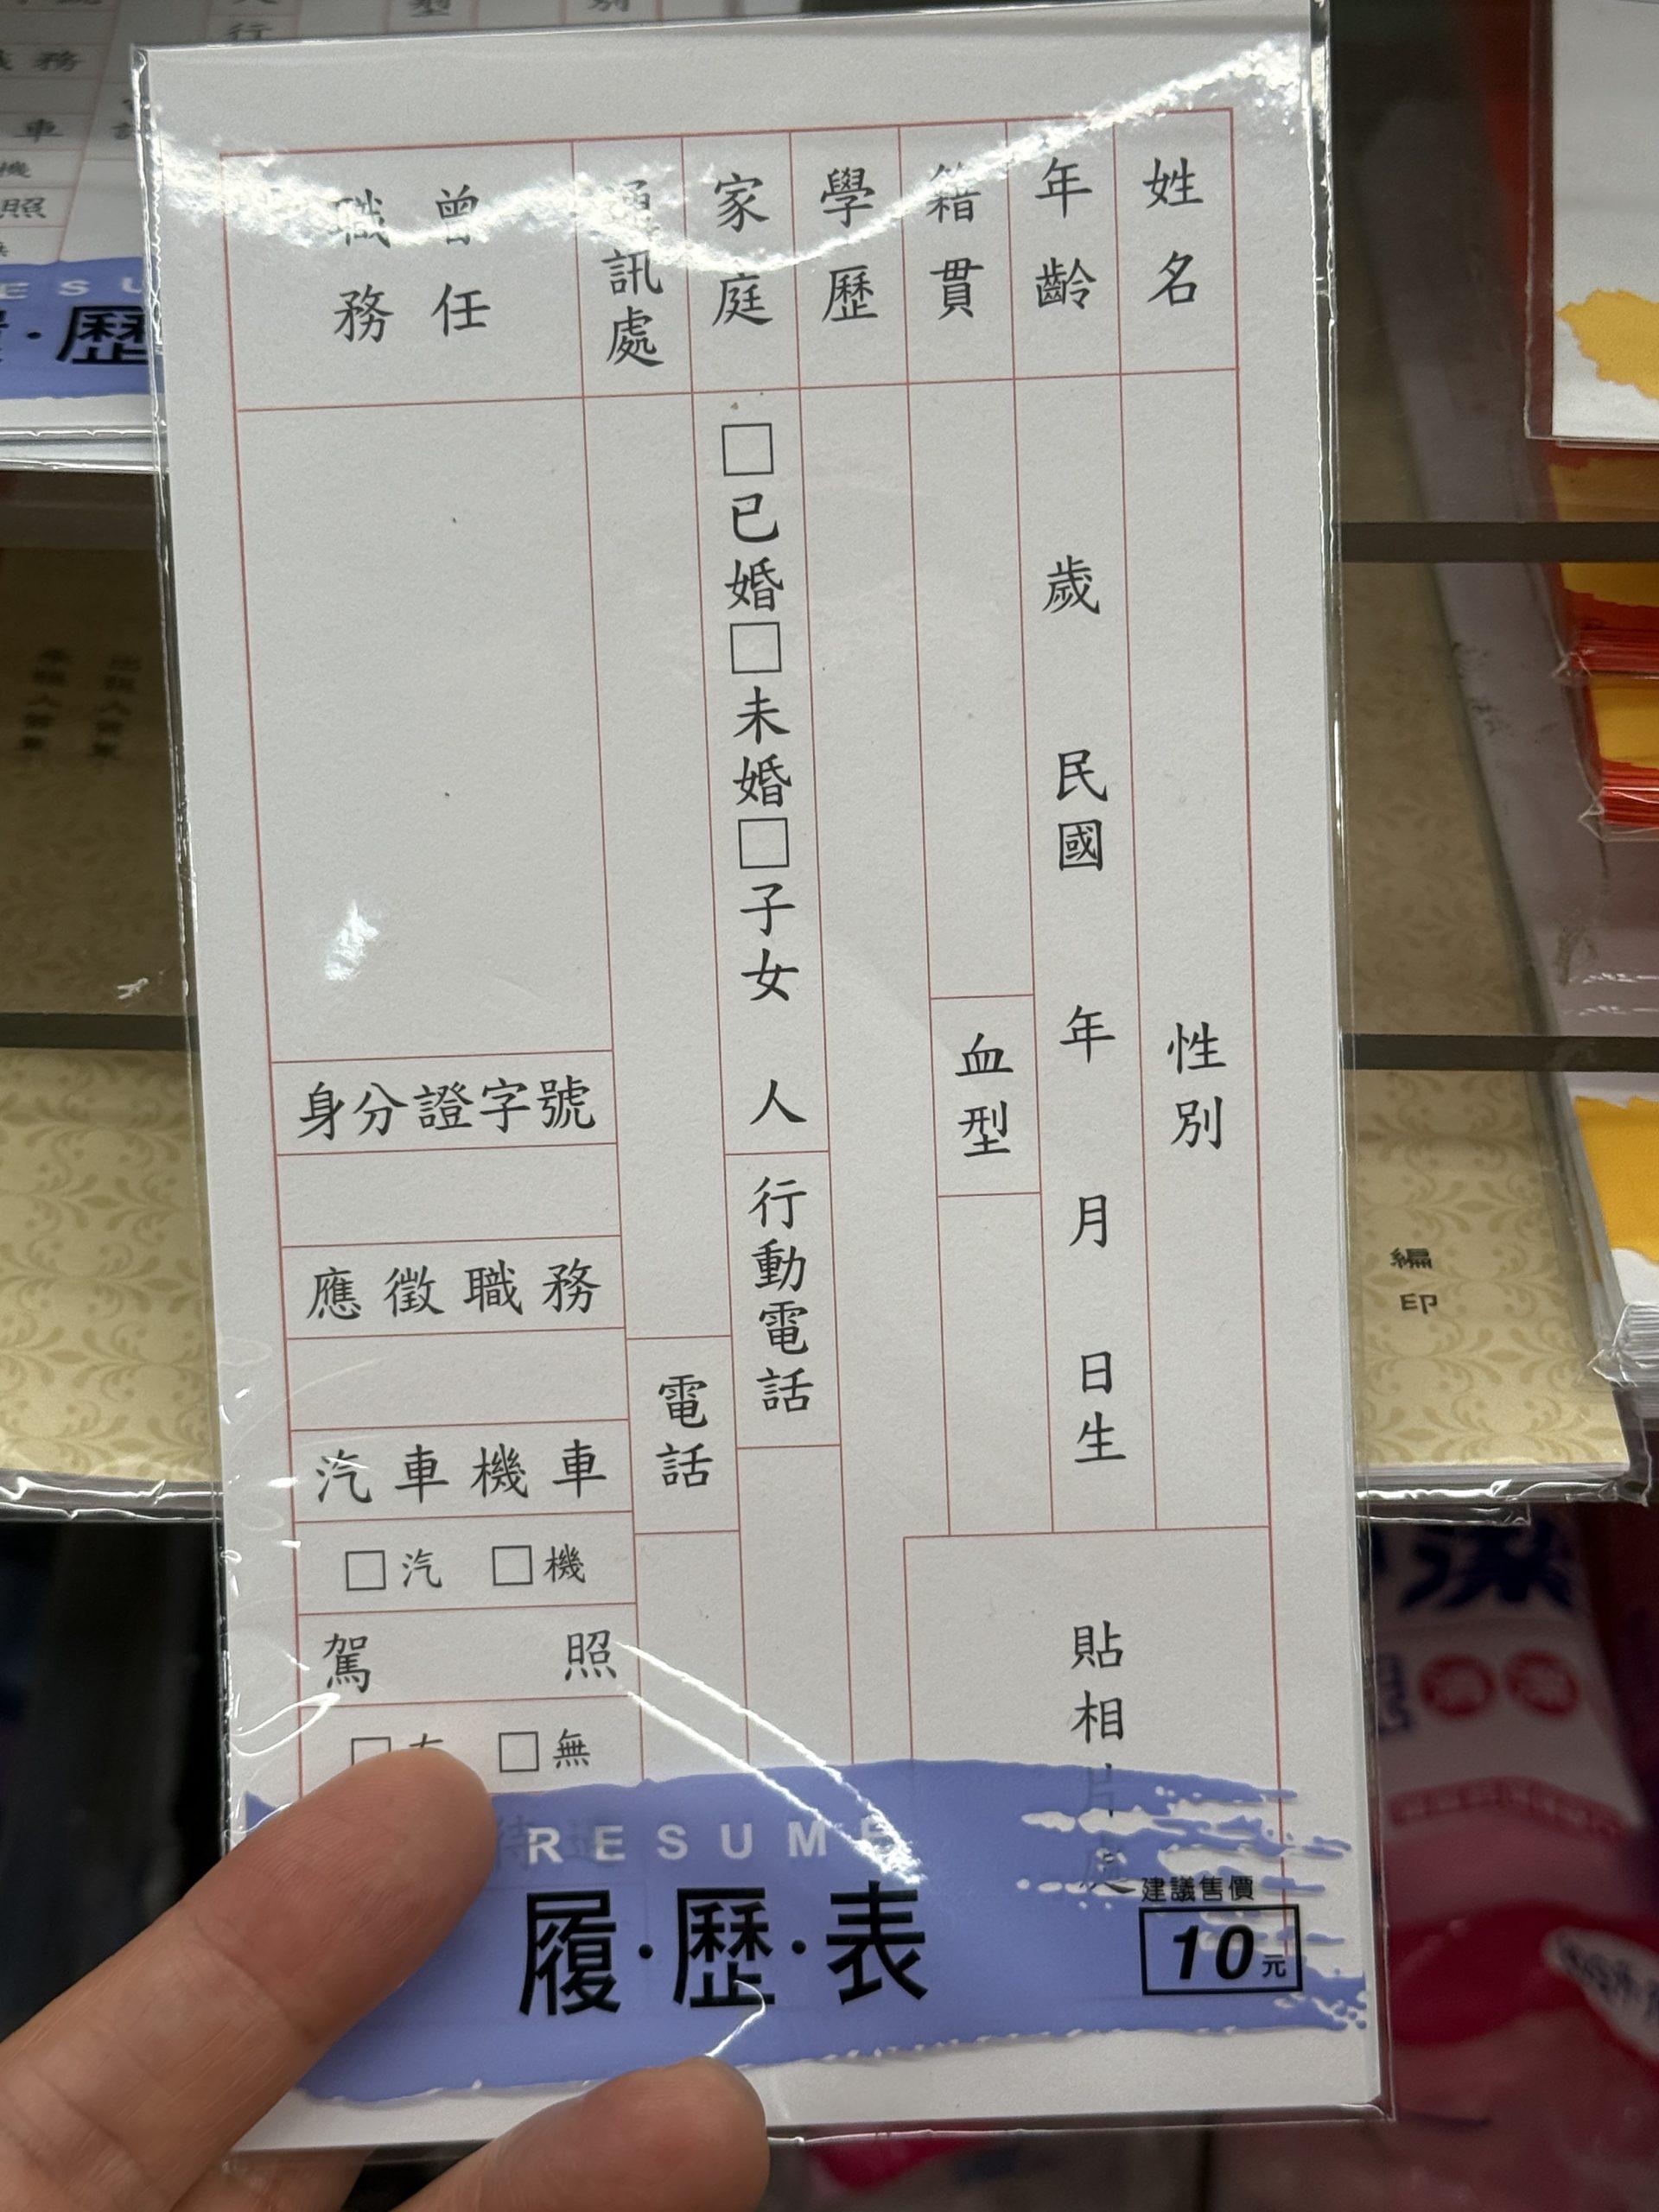 姓名
性別
年齡
歲 民國 年 月 日生
籍貫
血型
學歷
家庭
□已婚□未婚□子女 人
行動電話
通訊處
電話
曾任
職務
身分證字號
應徵職務
汽車機車
□汽 □機
駕 照
□有 □無
貼相片處
RESUME
履・歷・表
建議售價
10元
編
印